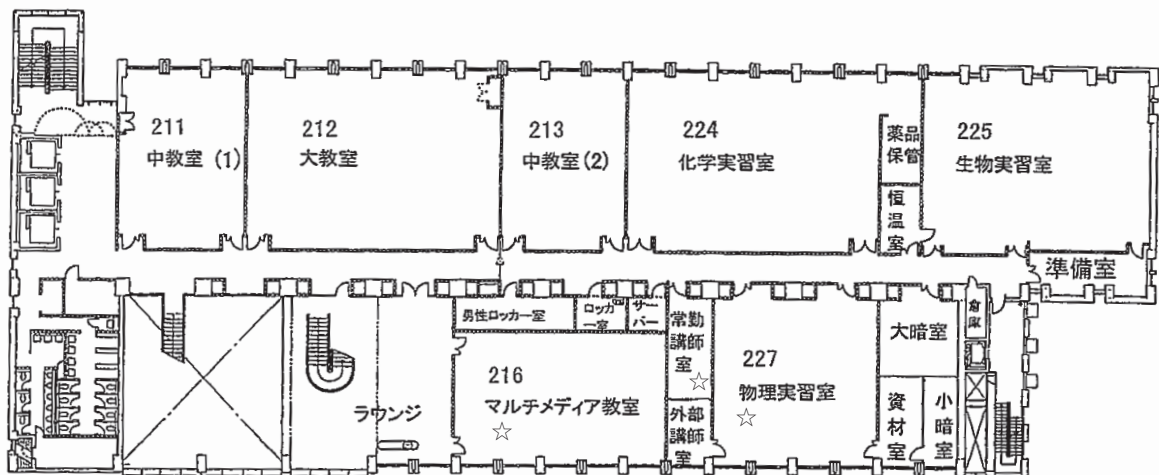 211
中教室 (1)
212
大教室
213
中教室(2)
224
化学実習室
薬品
保管
恒
温
室
225
生物実習室
準備室
男性ロッカー室
ロッカ
ー室
サー
バー
常勤
講師
室
外部
講師
室
216
マルチメディア教室
ラウンジ
227
物理実習室
大暗室
資
材
室
小
暗
室
倉
庫